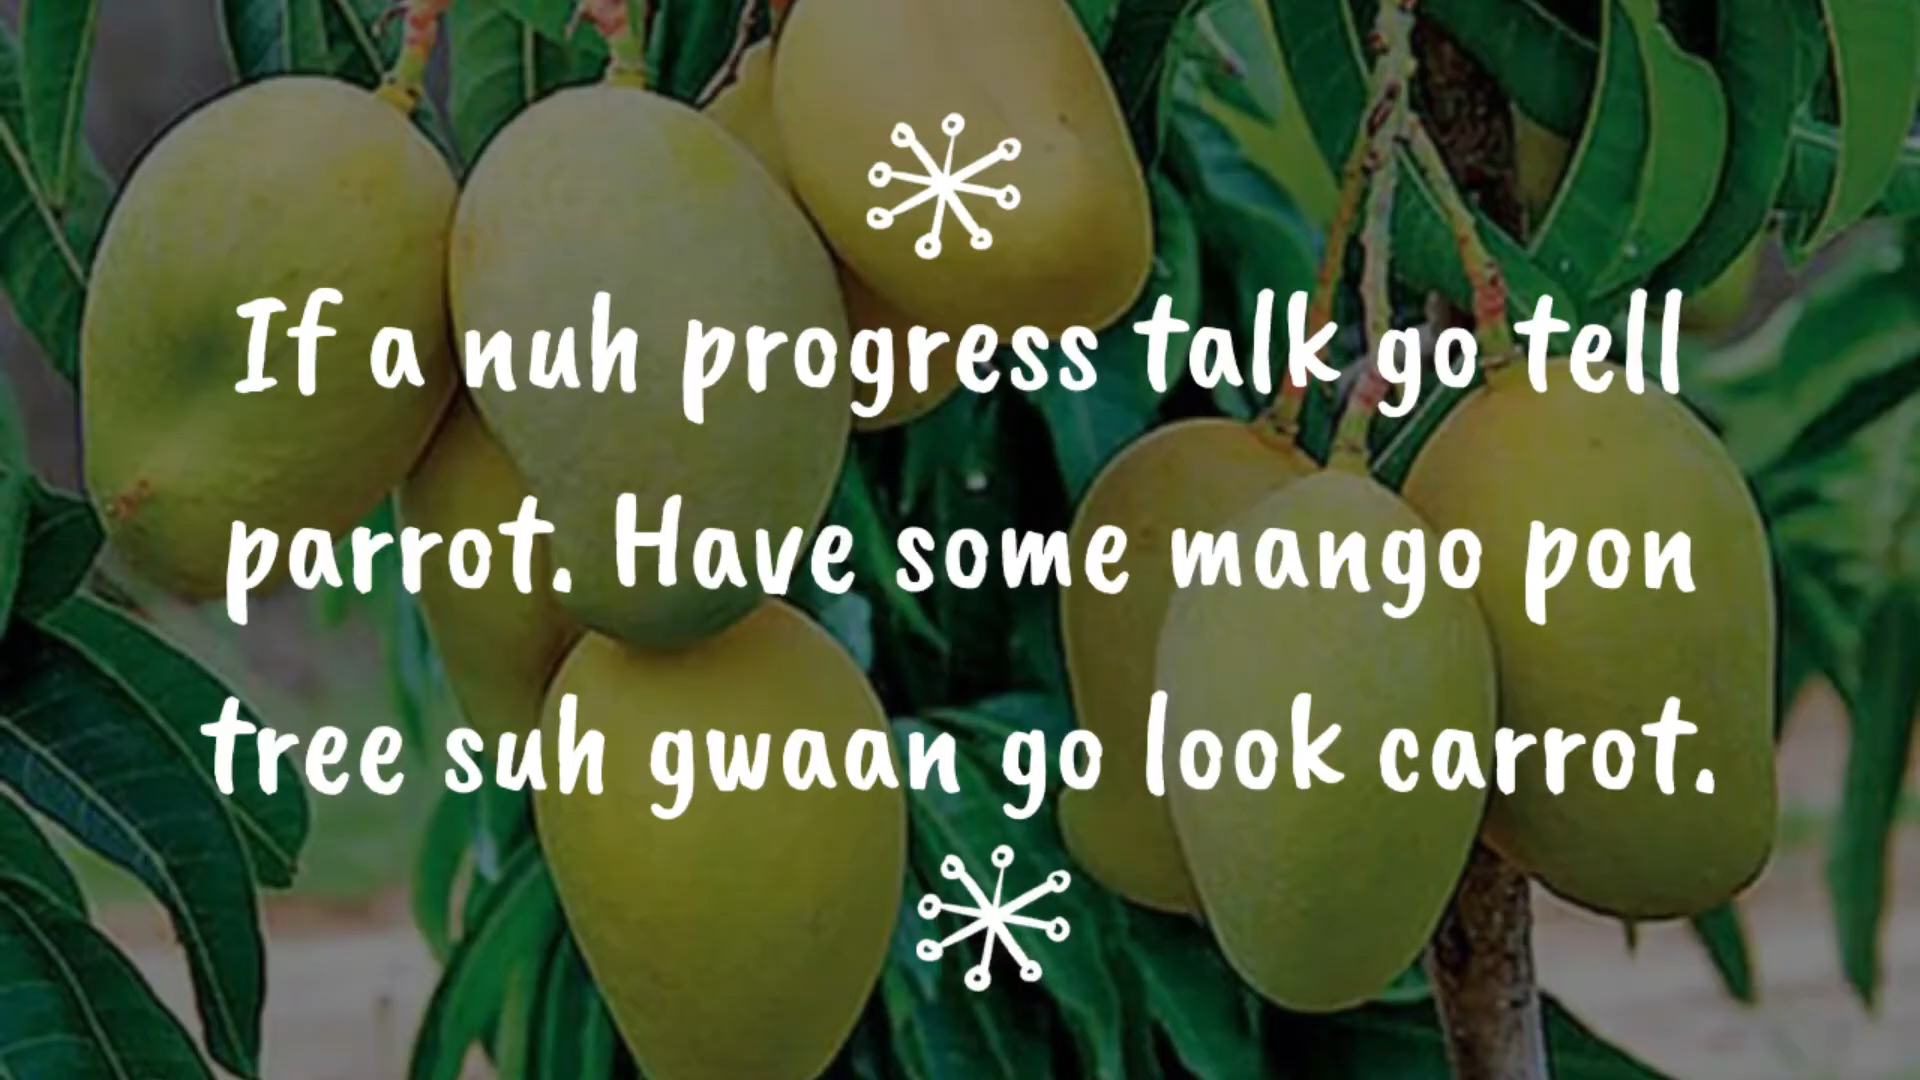 If a nuh progress talk go tell
parrot. Have some mango pon
tree suh gwaan go look carrot.